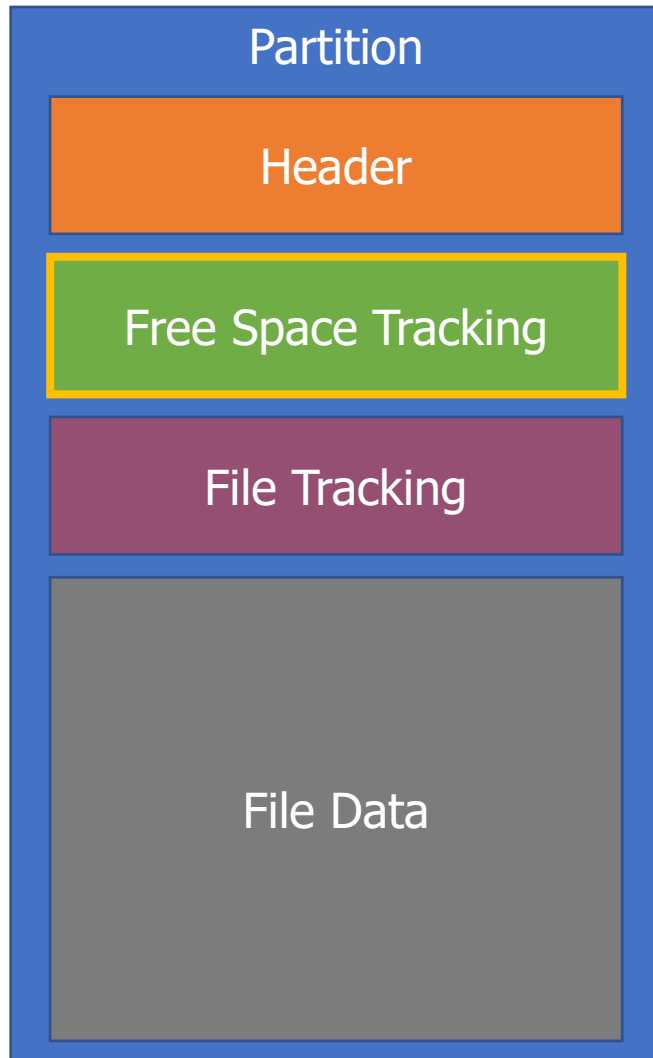 Partition
Header
Free Space Tracking
File Tracking
File Data